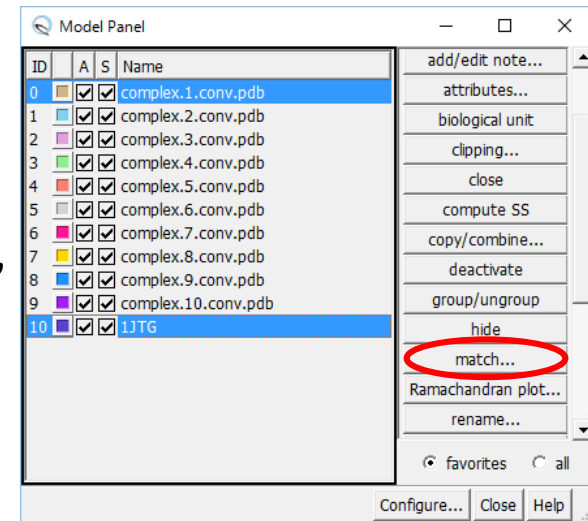 Model Panel
ID A S Name
0 complex.1.conv.pdb
1 complex.2.conv.pdb
2 complex.3.conv.pdb
3 complex.4.conv.pdb
4 complex.5.conv.pdb
5 complex.6.conv.pdb
6 complex.7.conv.pdb
7 complex.8.conv.pdb
8 complex.9.conv.pdb
9 complex.10.conv.pdb
10 1JTG
add/edit note...
attributes...
biological unit
clipping...
close
compute SS
copy/combine...
deactivate
group/ungroup
hide
match...
Ramachandran plot...
rename...
favorites all
Configure... Close Help
,